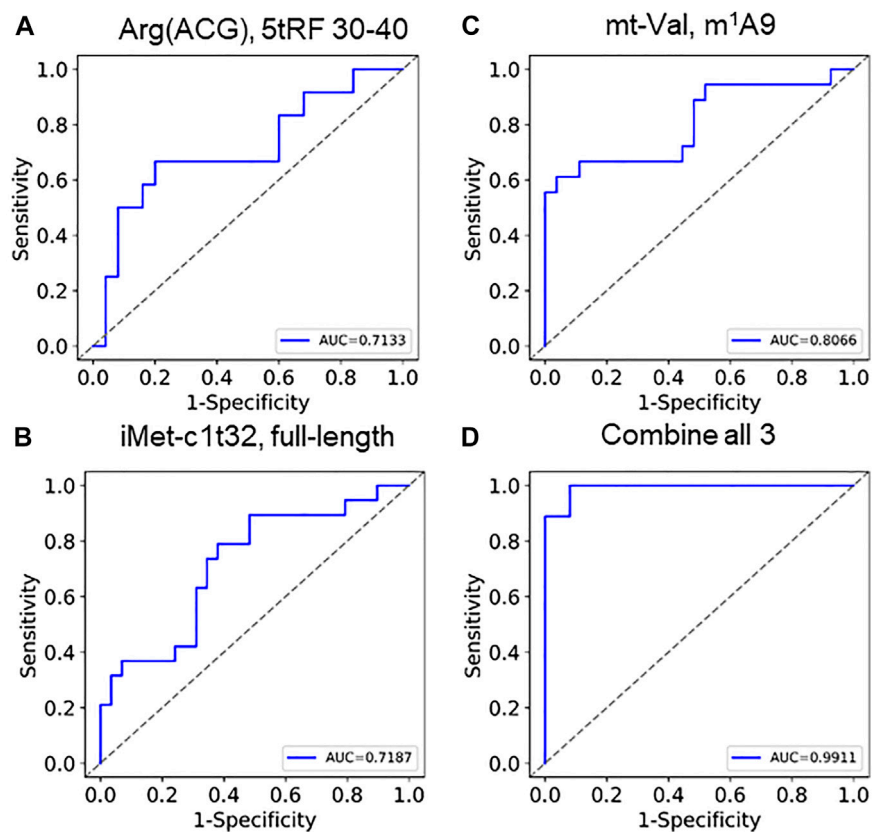 A
Arg(ACG), 5tRF 30-40
1.0
0.8
0.6
0.4
0.2
0.0
Sensitivity
AUC=0.7133
0.0 0.2 0.4 0.6 0.8 1.0
1-Specificity
B
iMet-c1t32, full-length
1.0
0.8
0.6
0.4
0.2
0.0
Sensitivity
AUC=0.7187
0.0 0.2 0.4 0.6 0.8 1.0
1-Specificity
C
mt-Val, m¹A9
1.0
0.8
0.6
0.4
0.2
0.0
Sensitivity
AUC=0.8066
0.0 0.2 0.4 0.6 0.8 1.0
1-Specificity
D
Combine all 3
1.0
0.8
0.6
0.4
0.2
0.0
Sensitivity
AUC=0.9911
0.0 0.2 0.4 0.6 0.8 1.0
1-Specificity